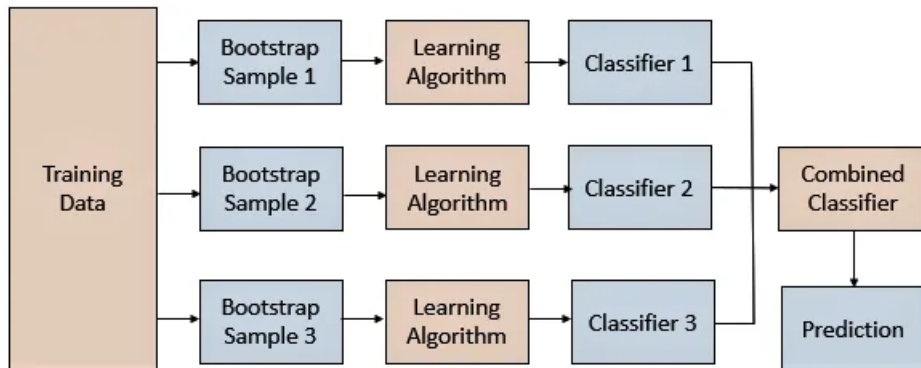 Training
Data
Bootstrap
Sample 1
Learning
Algorithm
Classifier 1
Bootstrap
Sample 2
Learning
Algorithm
Classifier 2
Combined
Classifier
Bootstrap
Sample 3
Learning
Algorithm
Classifier 3
Prediction